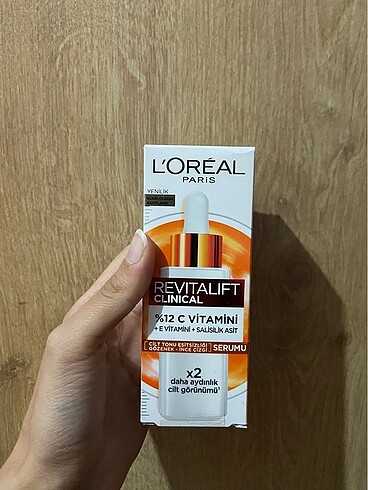 L'ORÉAL
PARiS
YENİLİK
REVITALIFT
CLINICAL
%12 C VİTAMİNİ
+ E VİTAMİNİ + SALİSİLİK ASİT
CİLT TONU EŞİTSİZLİĞİ
GÖZENEK - İNCE ÇİZGİ
SERUMU
x2
daha aydınlık
cilt görünümü¹